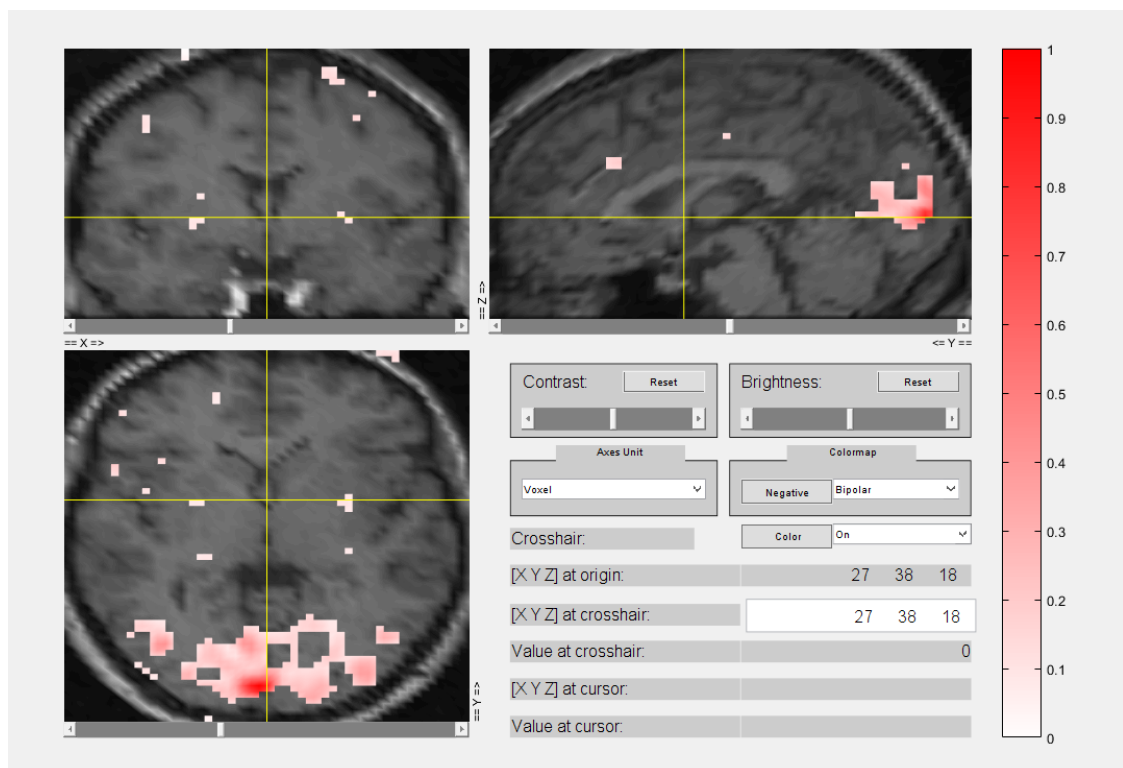 1
0.9
0.8
0.7
0.6
0.5
0.4
0.3
0.2
0.1
0
== X =>
== Z =>
<= Y ==
== Y =>
Contrast: Reset
Brightness: Reset
Axes Unit
Voxel
Colormap
Negative Bipolar
Crosshair:
Color On
[X Y Z] at origin: 27 38 18
[X Y Z] at crosshair: 27 38 18
Value at crosshair: 0
[X Y Z] at cursor:
Value at cursor: